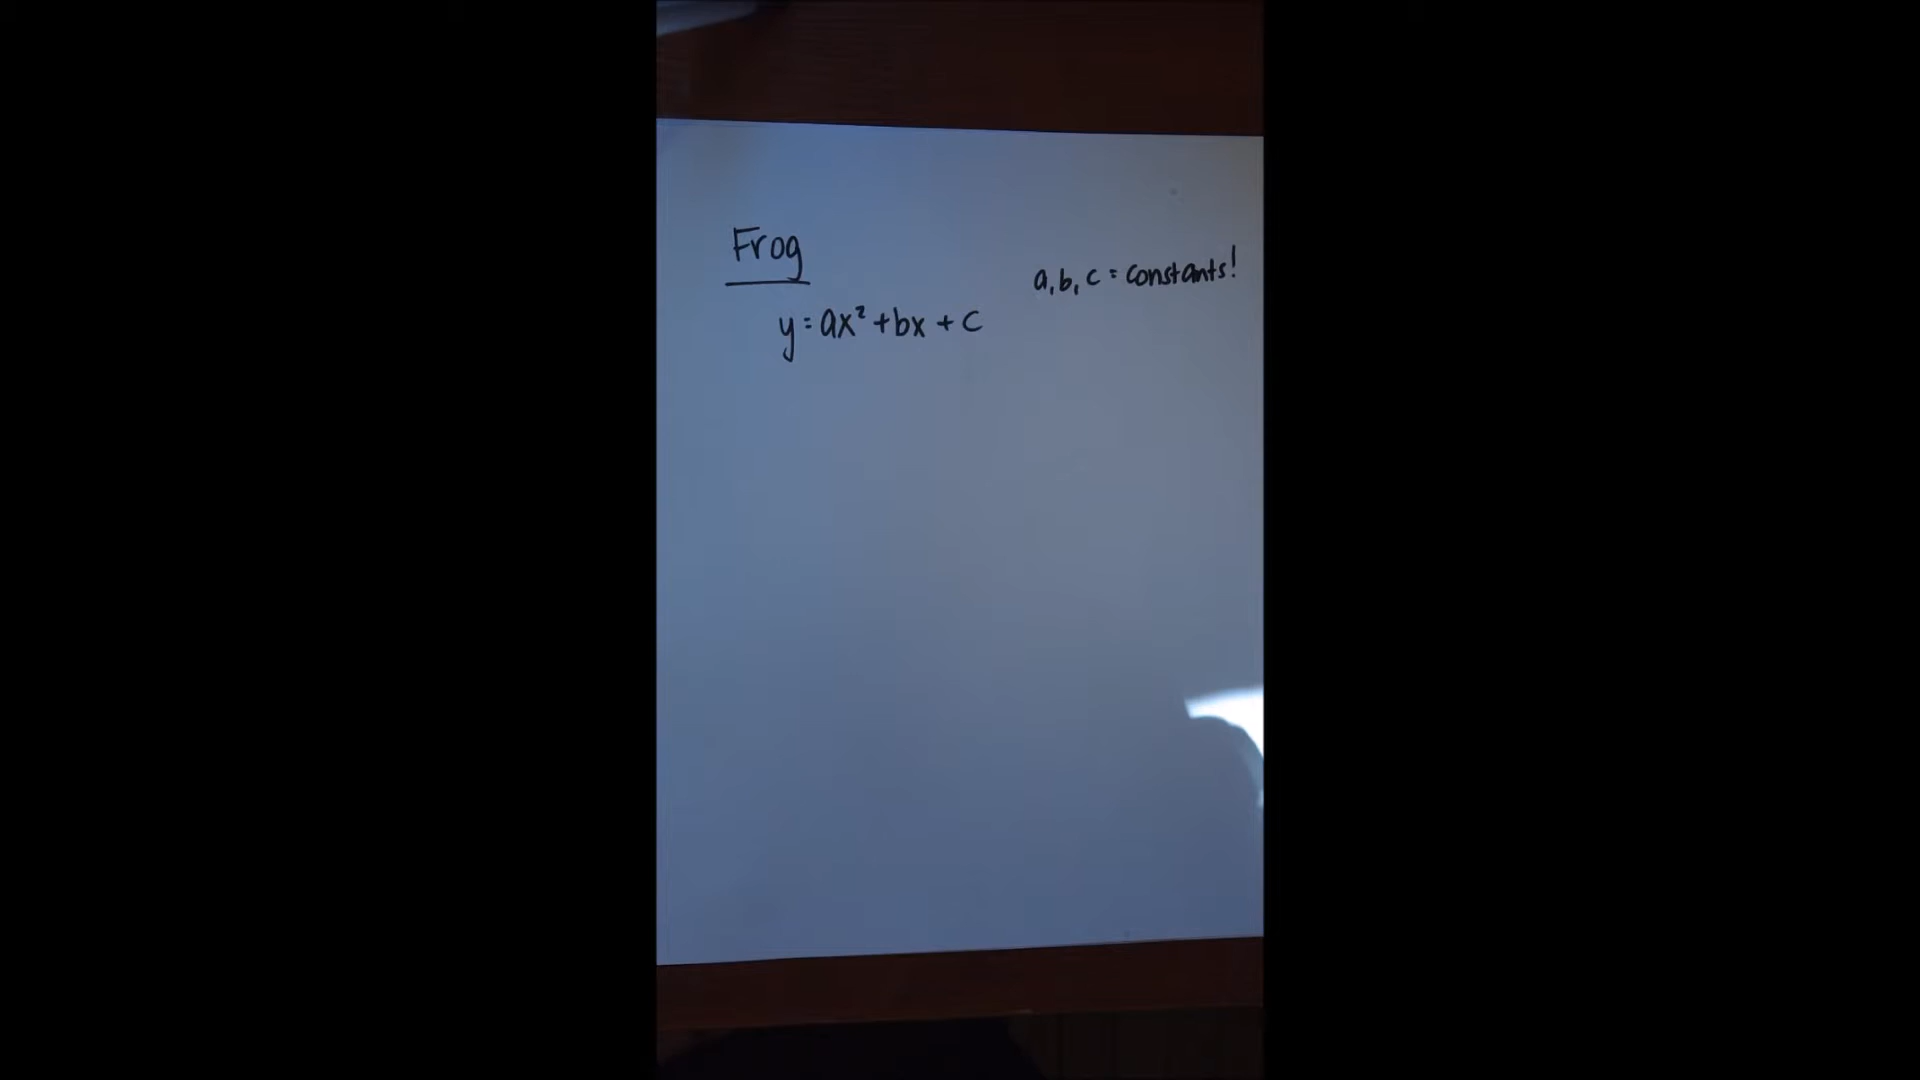 Frog
a, b, c = constants!
y = ax² + bx + c